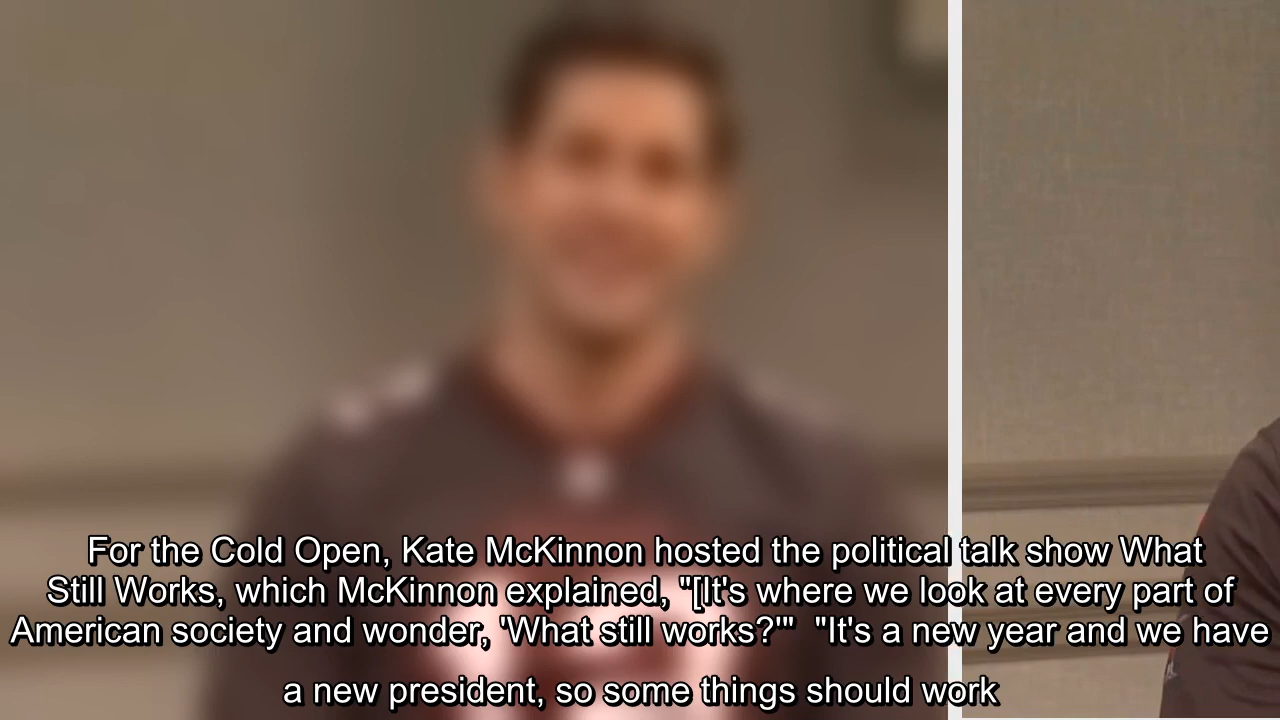 For the Cold Open, Kate McKinnon hosted the political talk show What
Still Works, which McKinnon explained, "[It's where we look at every part of
American society and wonder, 'What still works?'"  "It's a new year and we have
a new president, so some things should work